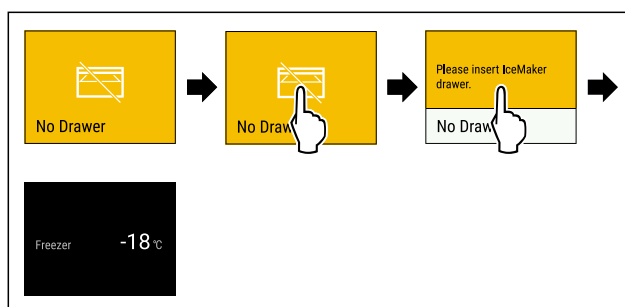 No Drawer
No Draw
Please insert IceMaker
drawer.
No Draw
Freezer -18 °C